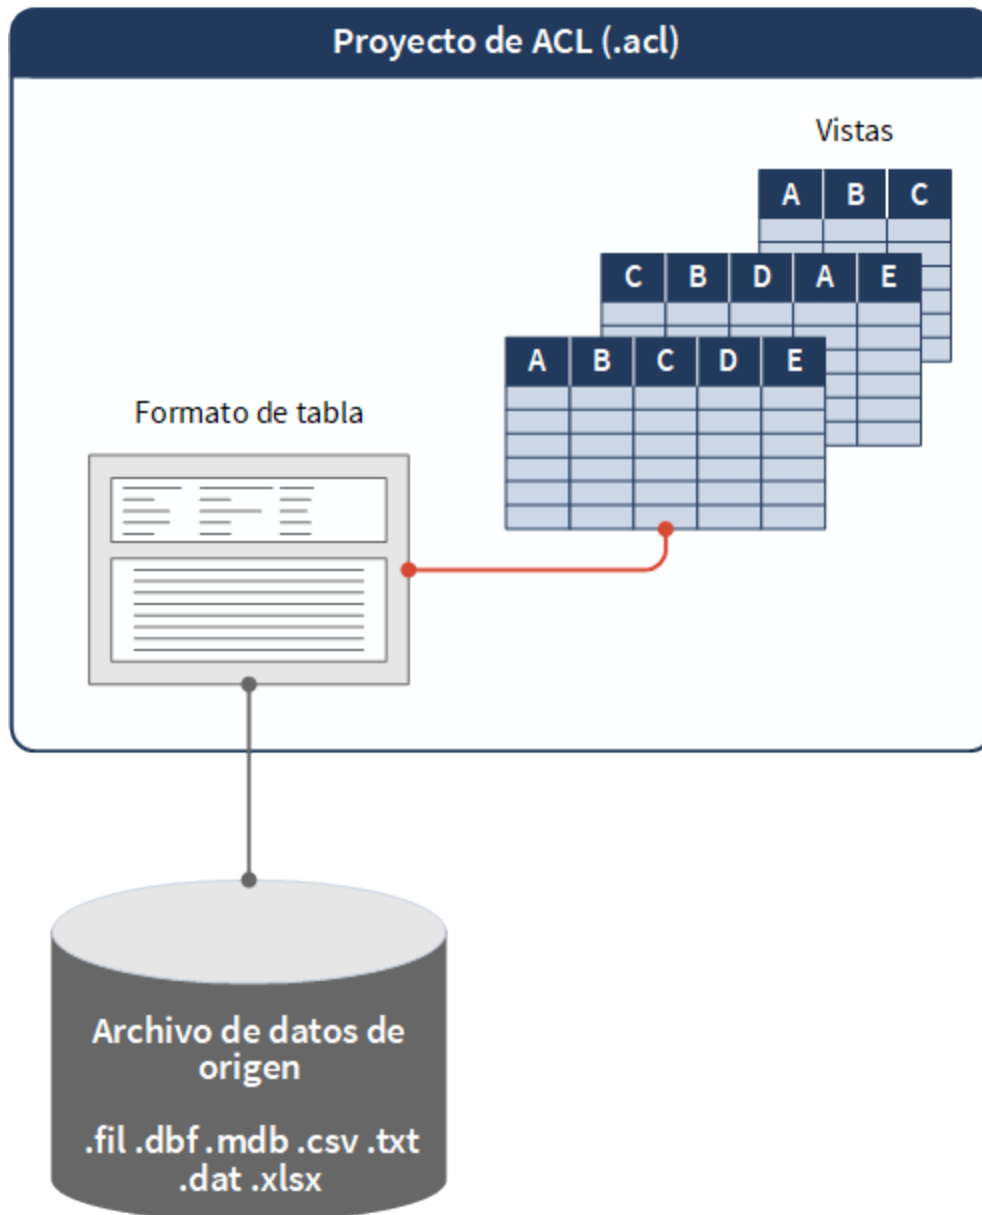 Proyecto de ACL (.acl)
Vistas
A B C
C B D A E
A B C D E
Formato de tabla
Archivo de datos de
origen
.fil .dbf .mdb .csv .txt
.dat .xlsx